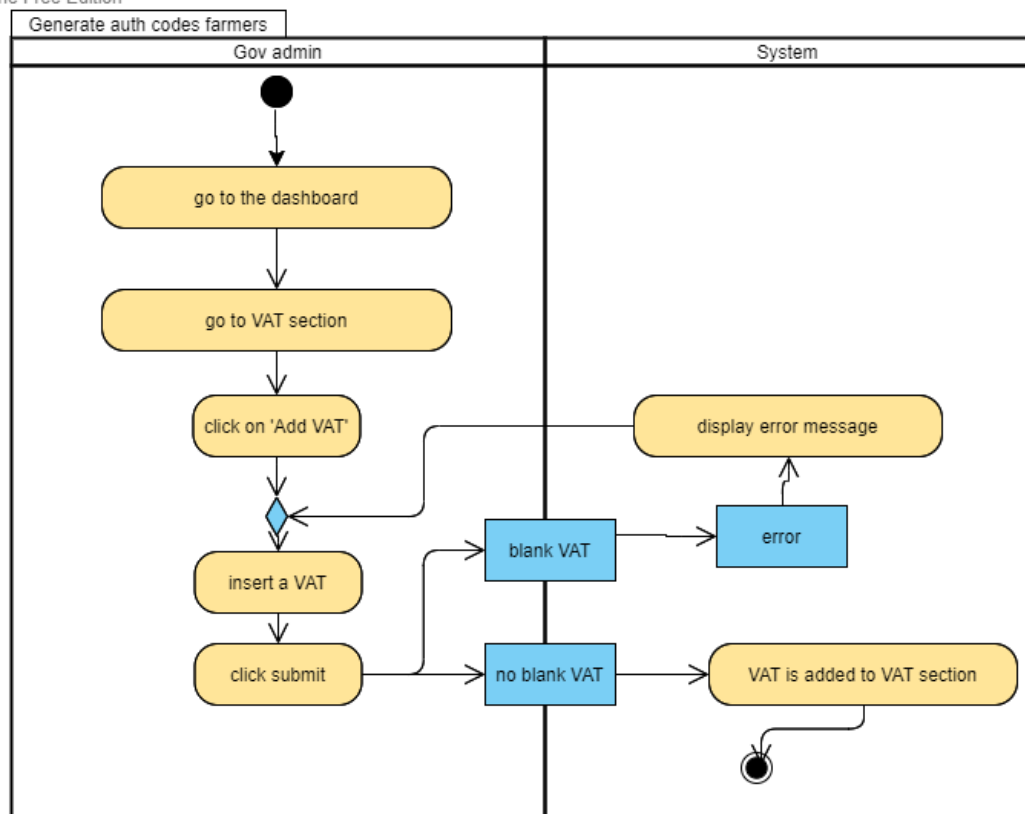 Free Edition
Generate auth codes farmers
Gov admin
System
go to the dashboard
go to VAT section
click on 'Add VAT'
display error message
error
blank VAT
insert a VAT
click submit
no blank VAT
VAT is added to VAT section